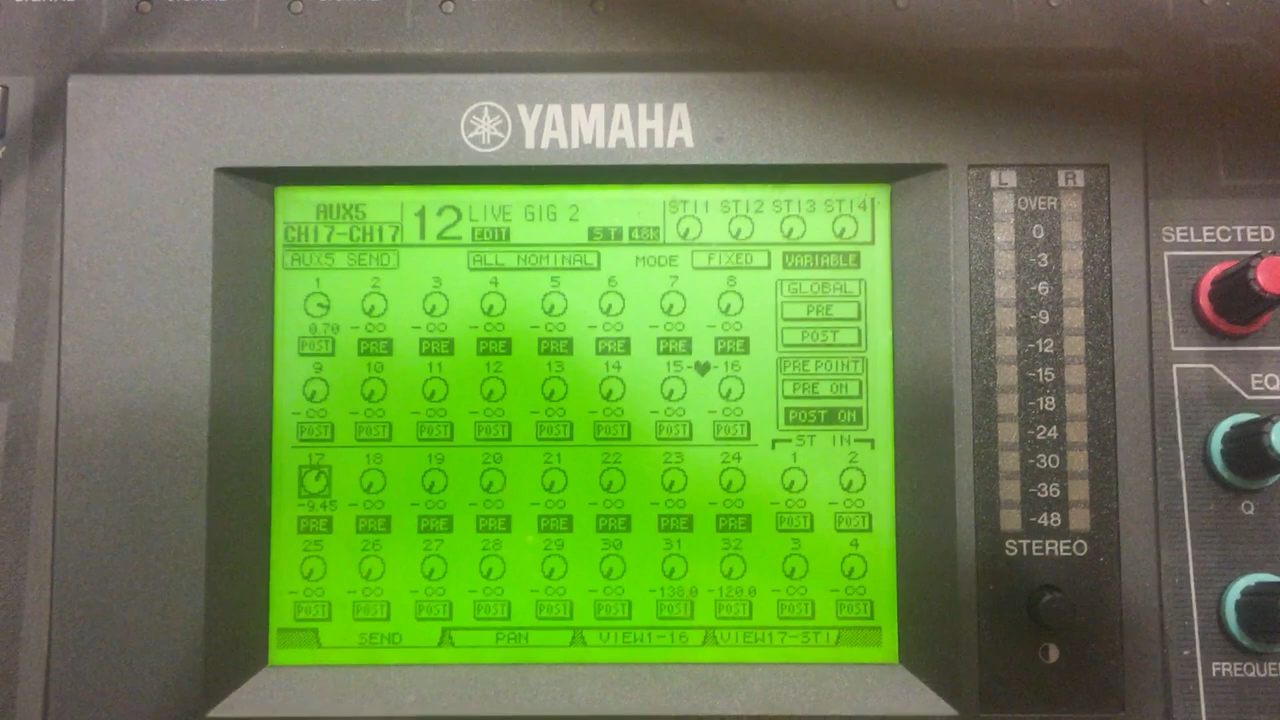 YAMAHA
AUX5 12 LIVE GIG 2 STI1 STI2 STI3 STI4
CH17-CH17 EDIT ST 48K
AUX5 SEND ALL NOMINAL MODE FIXED VARIABLE
1 2 3 4 5 6 7 8 GLOBAL
0.70 -∞ -∞ -∞ -∞ -∞ -∞ -∞ PRE
POST PRE PRE PRE PRE PRE PRE PRE POST
9 10 11 12 13 14 15-♥-16 PRE POINT
PRE ON
-∞ -∞ -∞ -∞ -∞ -∞ -∞ -∞ POST ON
POST POST POST POST POST POST POST POST
ST IN
17 18 19 20 21 22 23 24 1 2
-9.45 -∞ -∞ -∞ -∞ -∞ -∞ -∞ -∞ -∞
PRE PRE PRE PRE PRE PRE PRE PRE POST POST
25 26 27 28 29 30 31 32 3 4
-∞ -∞ -∞ -∞ -∞ -∞ -138.0 -120.0 -∞ -∞
POST POST POST POST POST POST POST POST POST POST
SEND PAN VIEW1-16 VIEW17-STI
L R
OVER
0
-3
-6
-9
-12
-15
-18
-24
-30
-36
-48
STEREO
SELECTED
EQ
Q
FREQUE